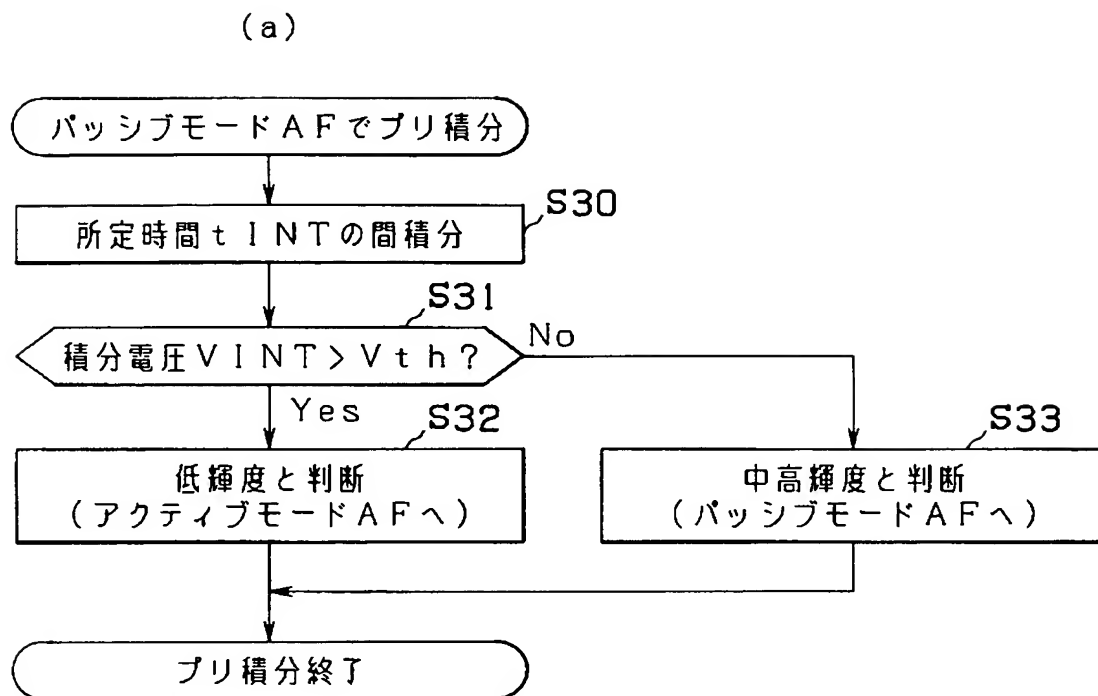 (a)
パッシブモードAFでプリ積分
S30
所定時間tINTの間積分
S31
積分電圧VINT>Vth?
No
Yes
S32
低輝度と判断
(アクティブモードAFへ)
S33
中高輝度と判断
(パッシブモードAFへ)
プリ積分終了